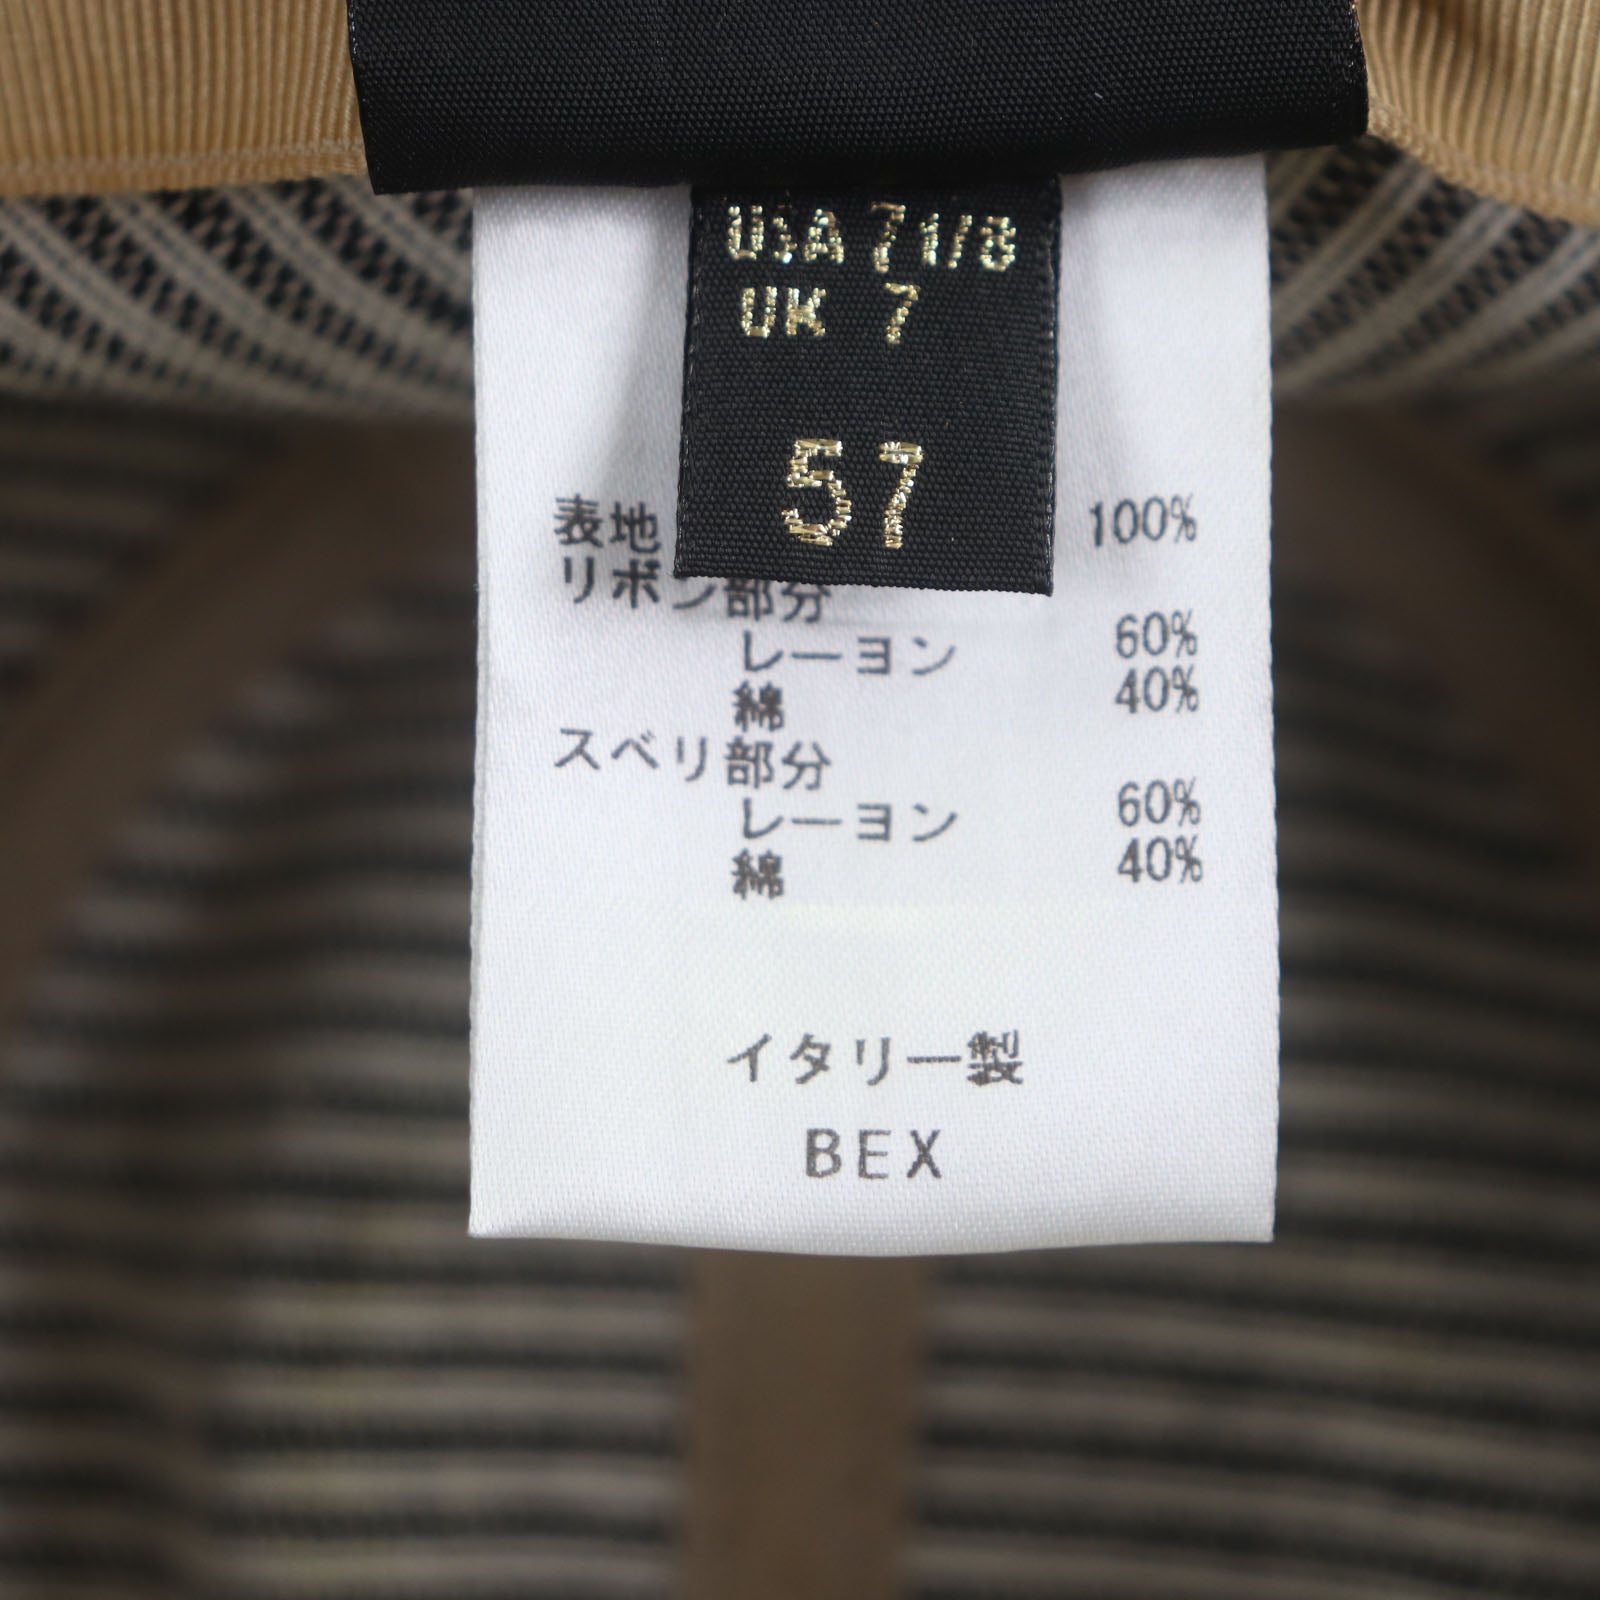 USA 7 1/8
UK 7
57
表地 100%
リボン部分
レーヨン 60%
綿 40%
スベリ部分
レーヨン 60%
綿 40%
イタリー製
BEX